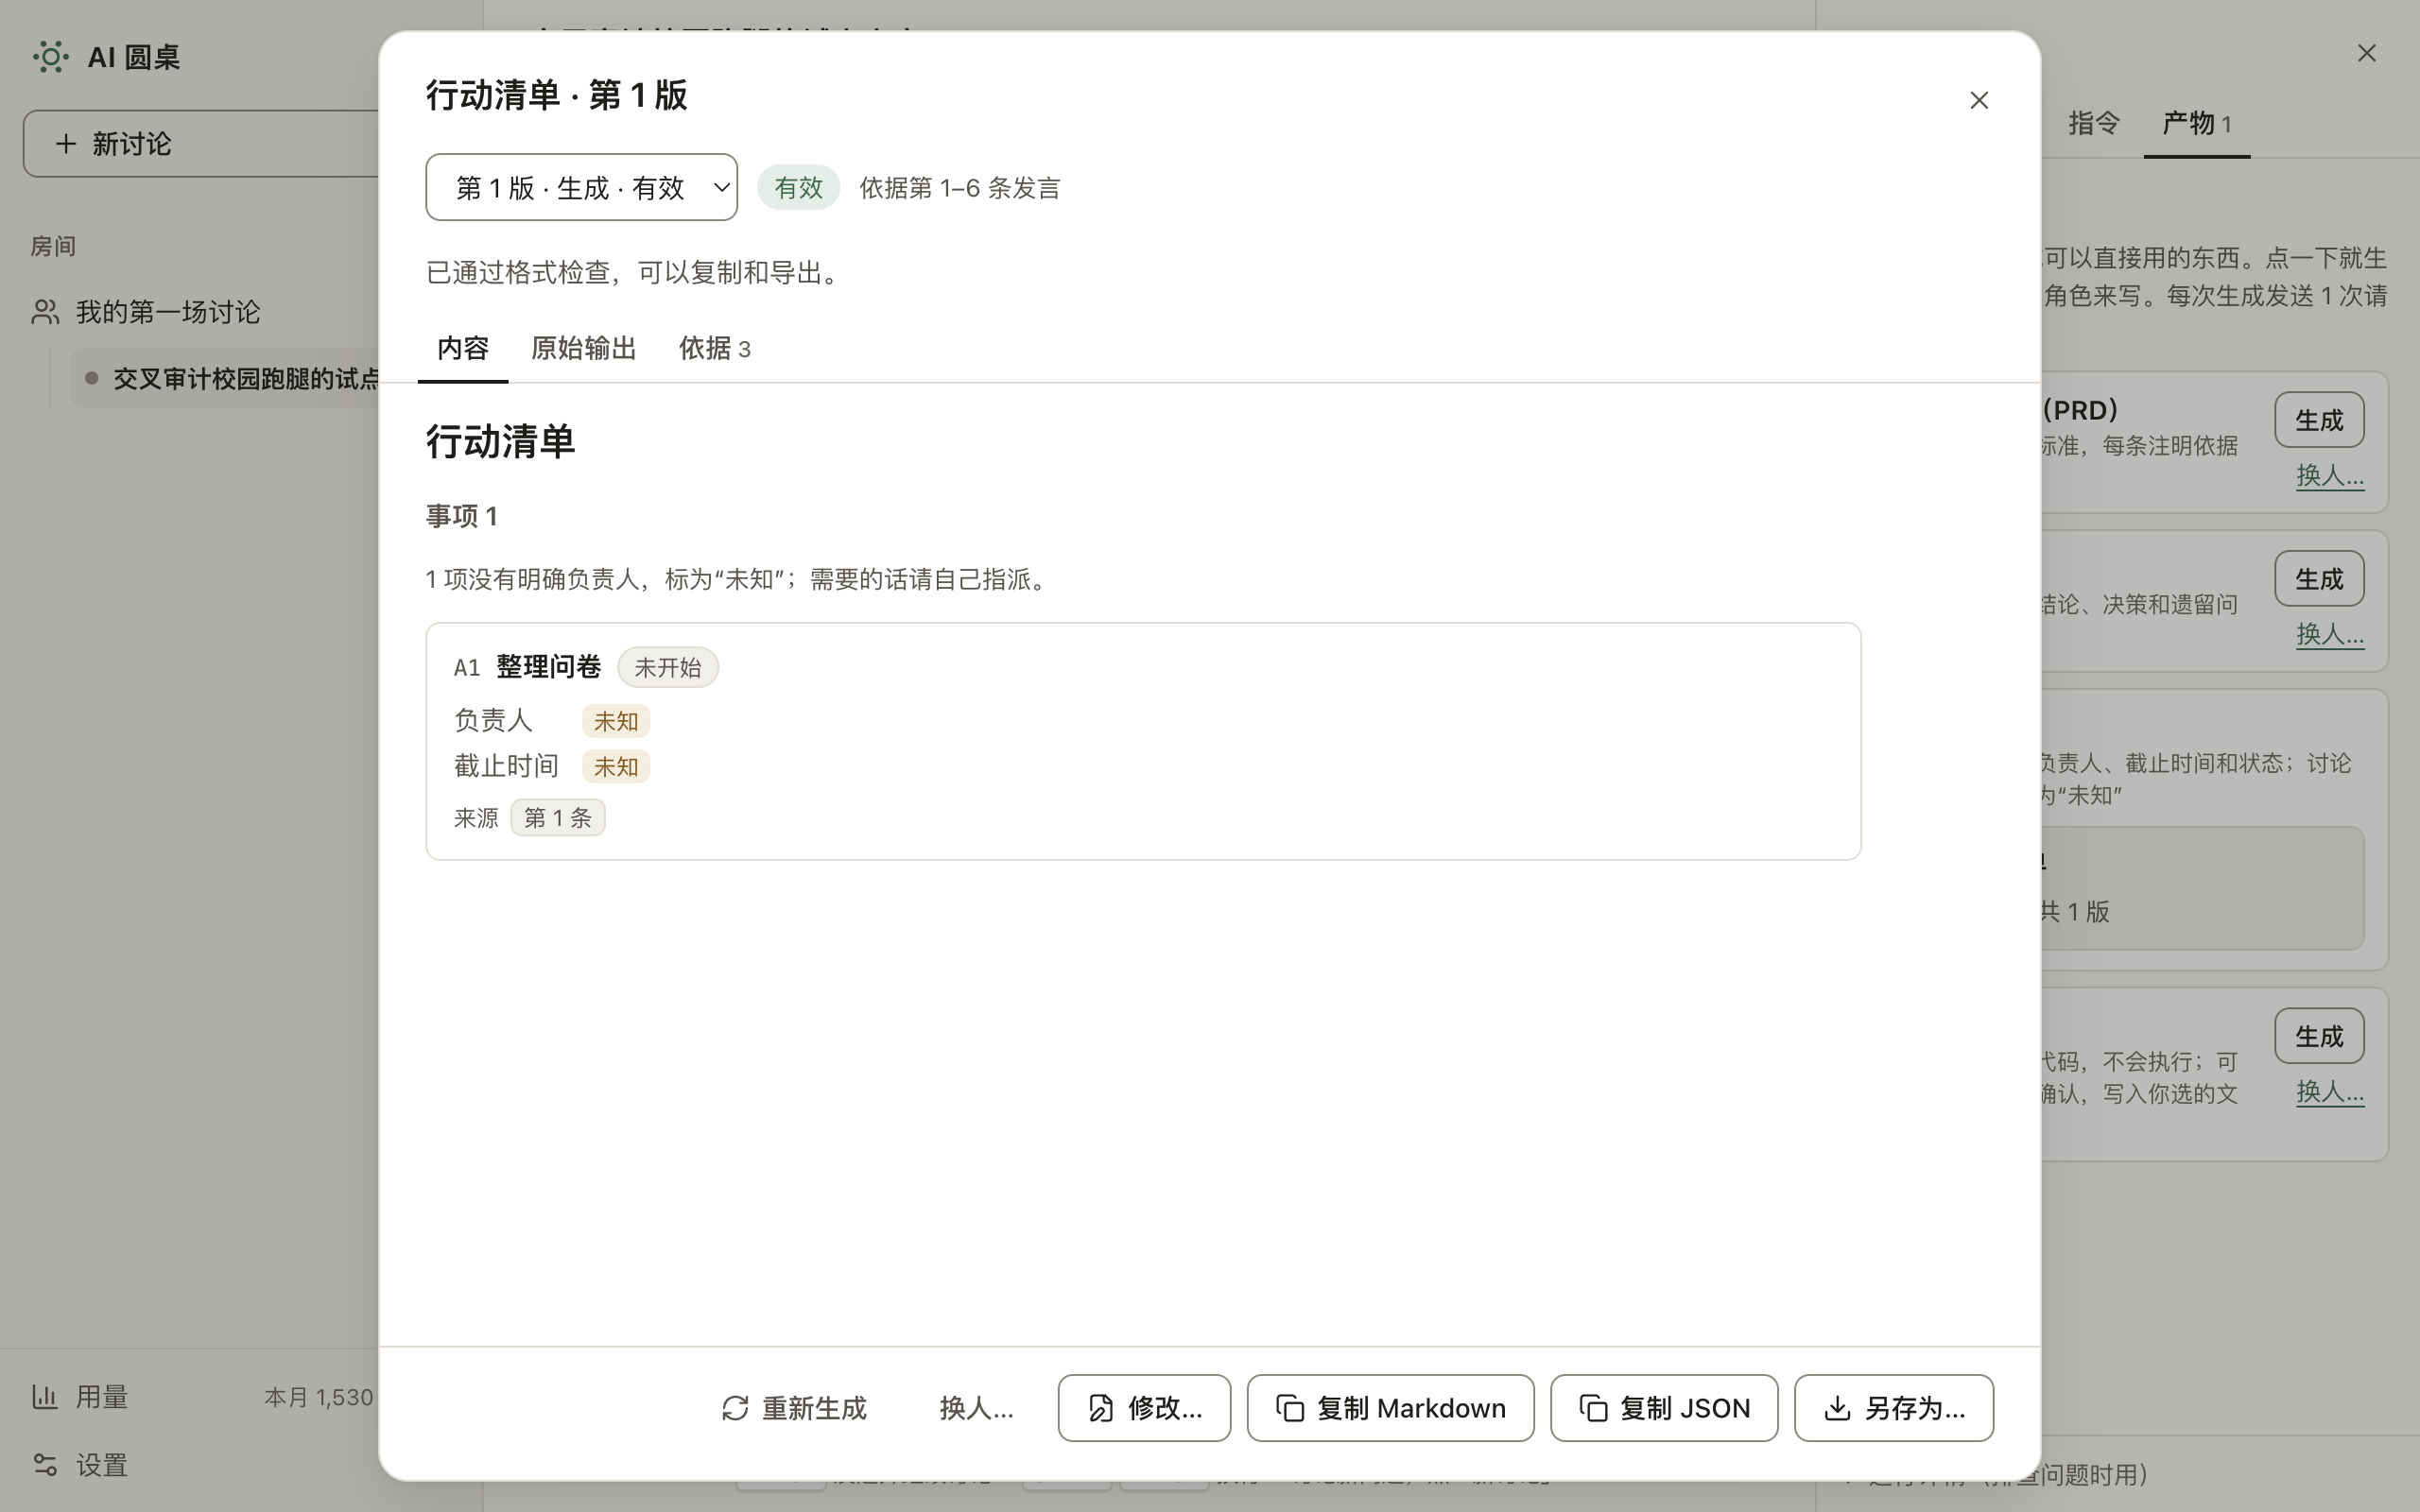 AI 圆桌
新讨论
房间
我的第一场讨论
交叉审计校园跑腿的试点
用量
本月 1,530
设置
行动清单 · 第 1 版
第 1 版 · 生成 · 有效
有效
依据第 1–6 条发言
已通过格式检查，可以复制和导出。
内容
原始输出
依据 3
行动清单
事项 1
1 项没有明确负责人，标为“未知”；需要的话请自己指派。
A1 整理问卷 未开始
负责人 未知
截止时间 未知
来源 第 1 条
重新生成
换人...
修改...
复制 Markdown
复制 JSON
另存为...
指令
产物 1
可以直接用的东西。点一下就生
角色来写。每次生成发送 1 次请
(PRD)
生成
标准，每条注明依据
换人...
生成
结论、决策和遗留问
换人...
负责人、截止时间和状态；讨论
为“未知”
共 1 版
生成
代码，不会执行；可
确认，写入你选的文
换人...
查问题时用）